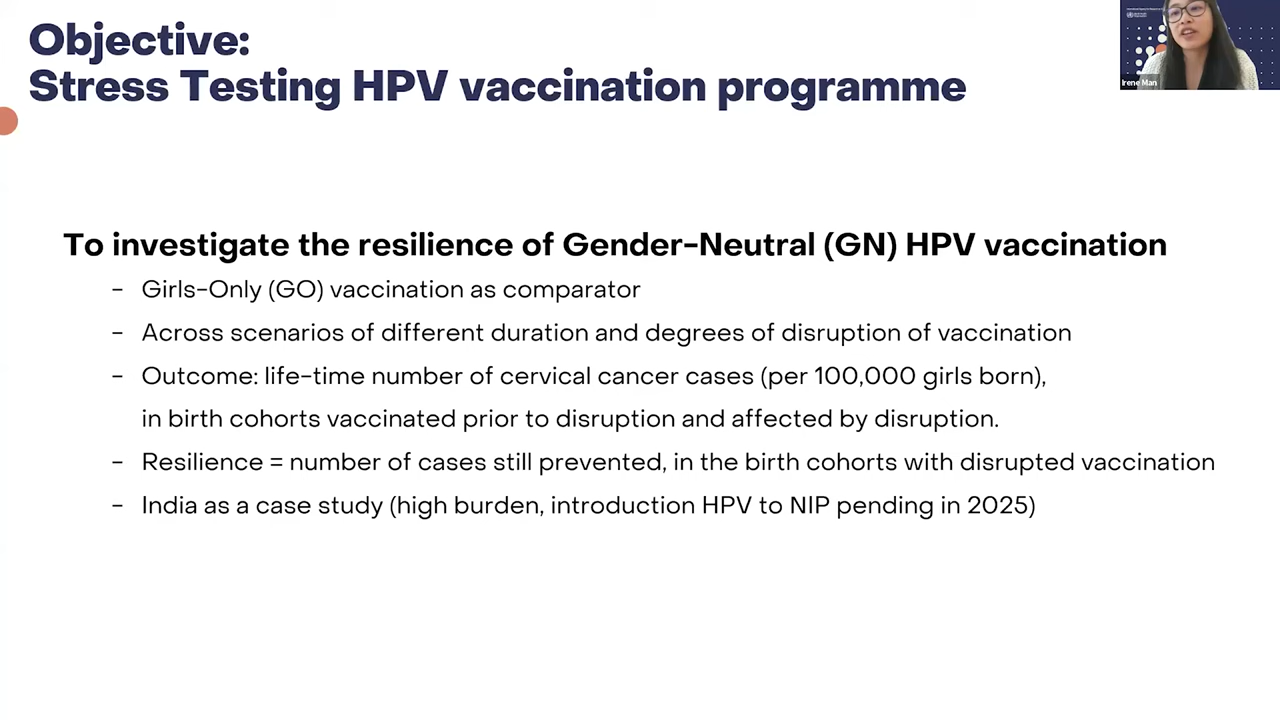 Objective:
Stress Testing HPV vaccination programme
Irene Man
To investigate the resilience of Gender-Neutral (GN) HPV vaccination
- Girls-Only (GO) vaccination as comparator
- Across scenarios of different duration and degrees of disruption of vaccination
- Outcome: life-time number of cervical cancer cases (per 100,000 girls born),
in birth cohorts vaccinated prior to disruption and affected by disruption.
- Resilience = number of cases still prevented, in the birth cohorts with disrupted vaccination
- India as a case study (high burden, introduction HPV to NIP pending in 2025)